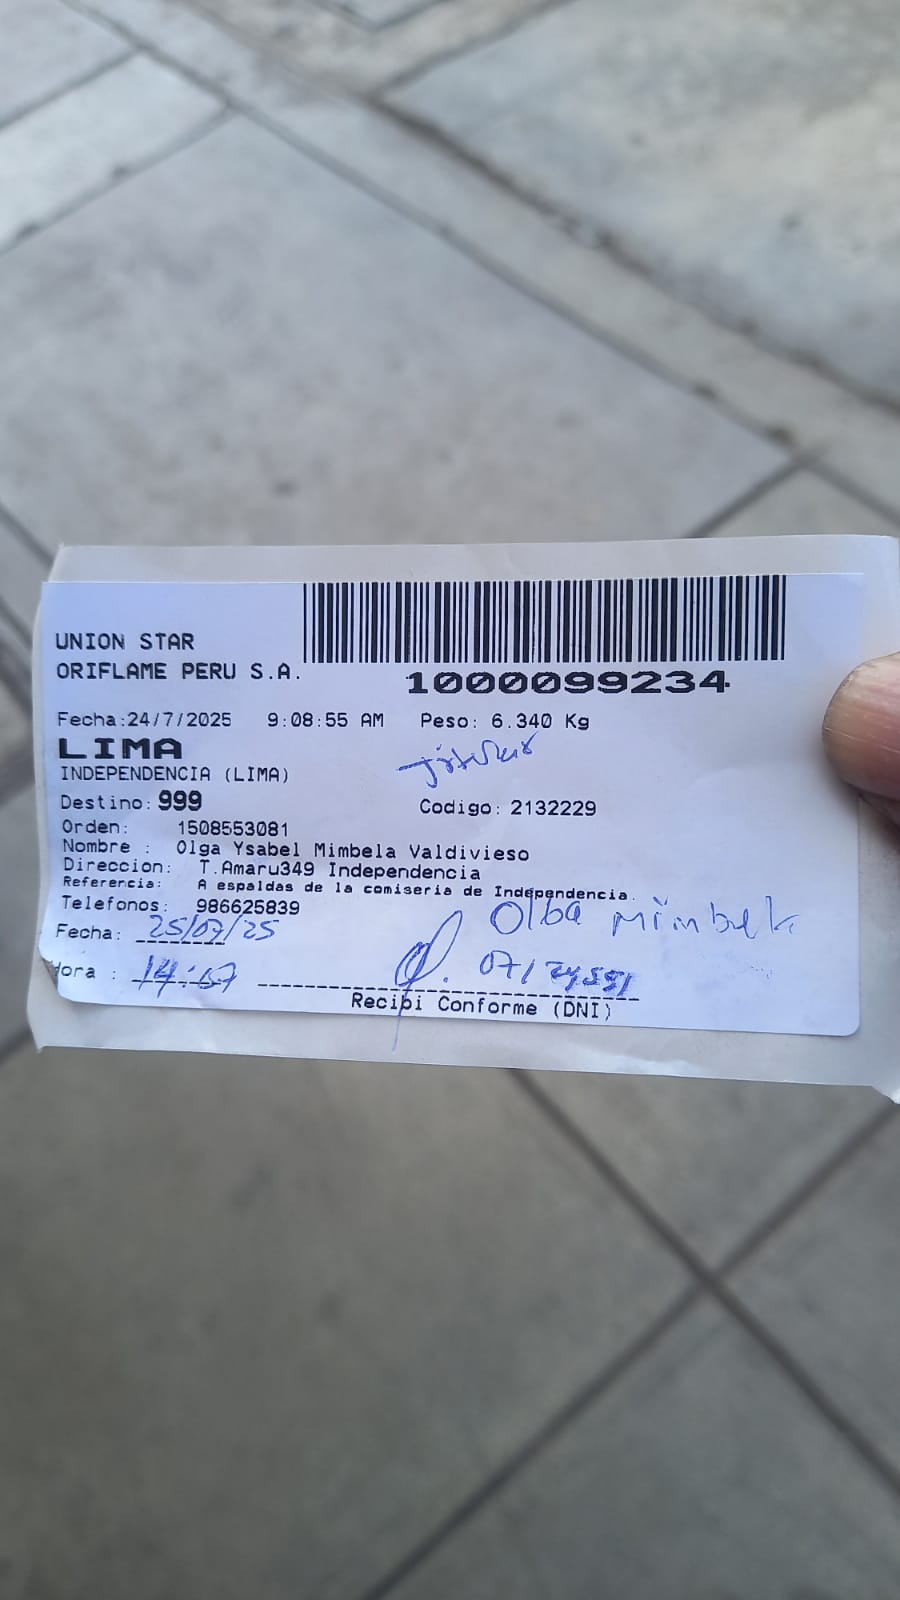 UNION STAR
ORIFLAME PERU S.A.
1000099234
Fecha:24/7/2025 9:08:55 AM Peso: 6.340 Kg
LIMA
INDEPENDENCIA (LIMA)
Destino: 999 Codigo: 2132229
Orden: 1508553081
Nombre : Olga Ysabel Mimbela Valdivieso
Direccion: T.Amaru349 Independencia
Referencia: A espaldas de la comiseria de Independencia.
Telefonos: 986625839
Fecha: 25/07/25 Olga Mimbela
Hora :
Recibi Conforme (DNI)